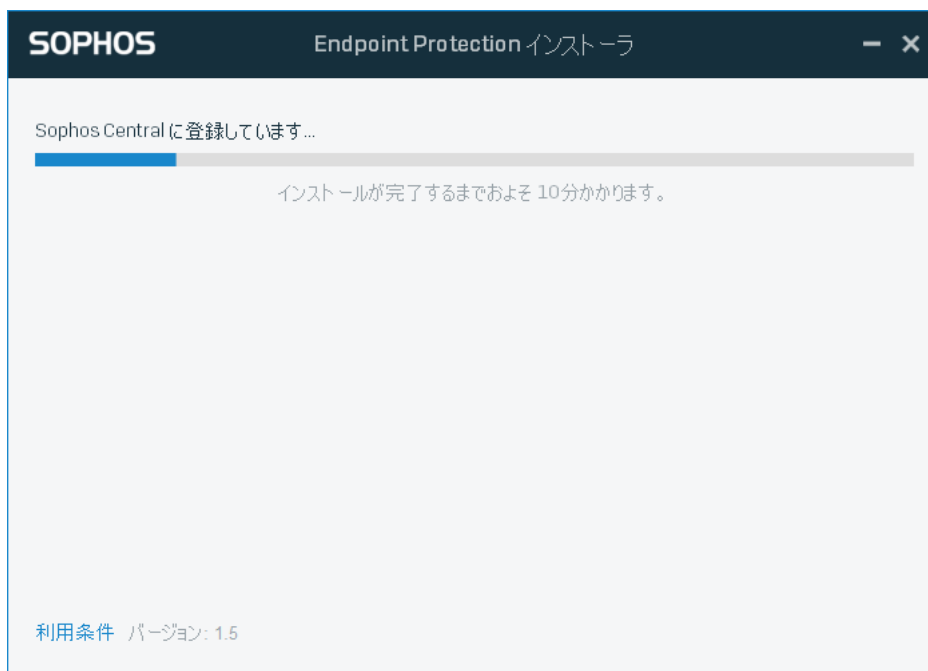 SOPHOS Endpoint Protection インストーラ
Sophos Central に登録しています...
インストールが完了するまでおよそ 10分かかります。
利用条件 バージョン: 1.5